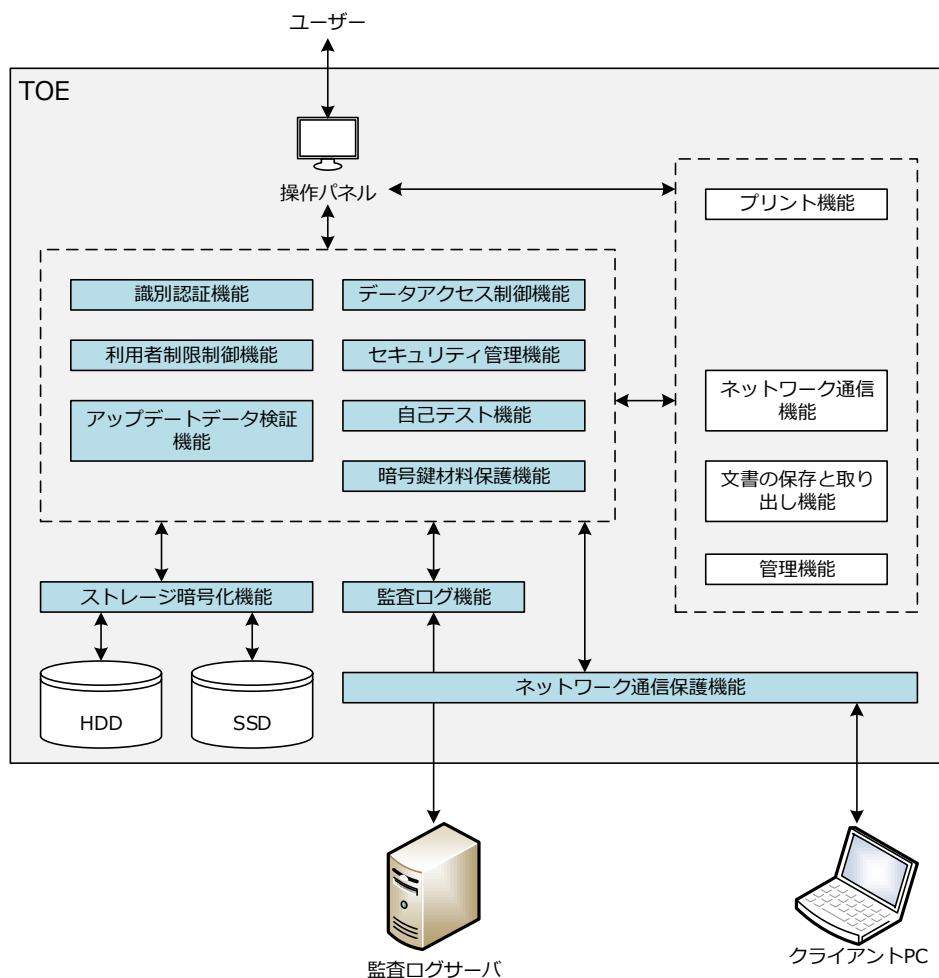 ユーザー
TOE
操作パネル
プリント機能
識別認証機能
データアクセス制御機能
利用者制限制御機能
セキュリティ管理機能
アップデートデータ検証
機能
自己テスト機能
ネットワーク通信
機能
暗号鍵材料保護機能
文書の保存と取り
出し機能
管理機能
ストレージ暗号化機能
監査ログ機能
ネットワーク通信保護機能
HDD
SSD
監査ログサーバ
クライアントPC